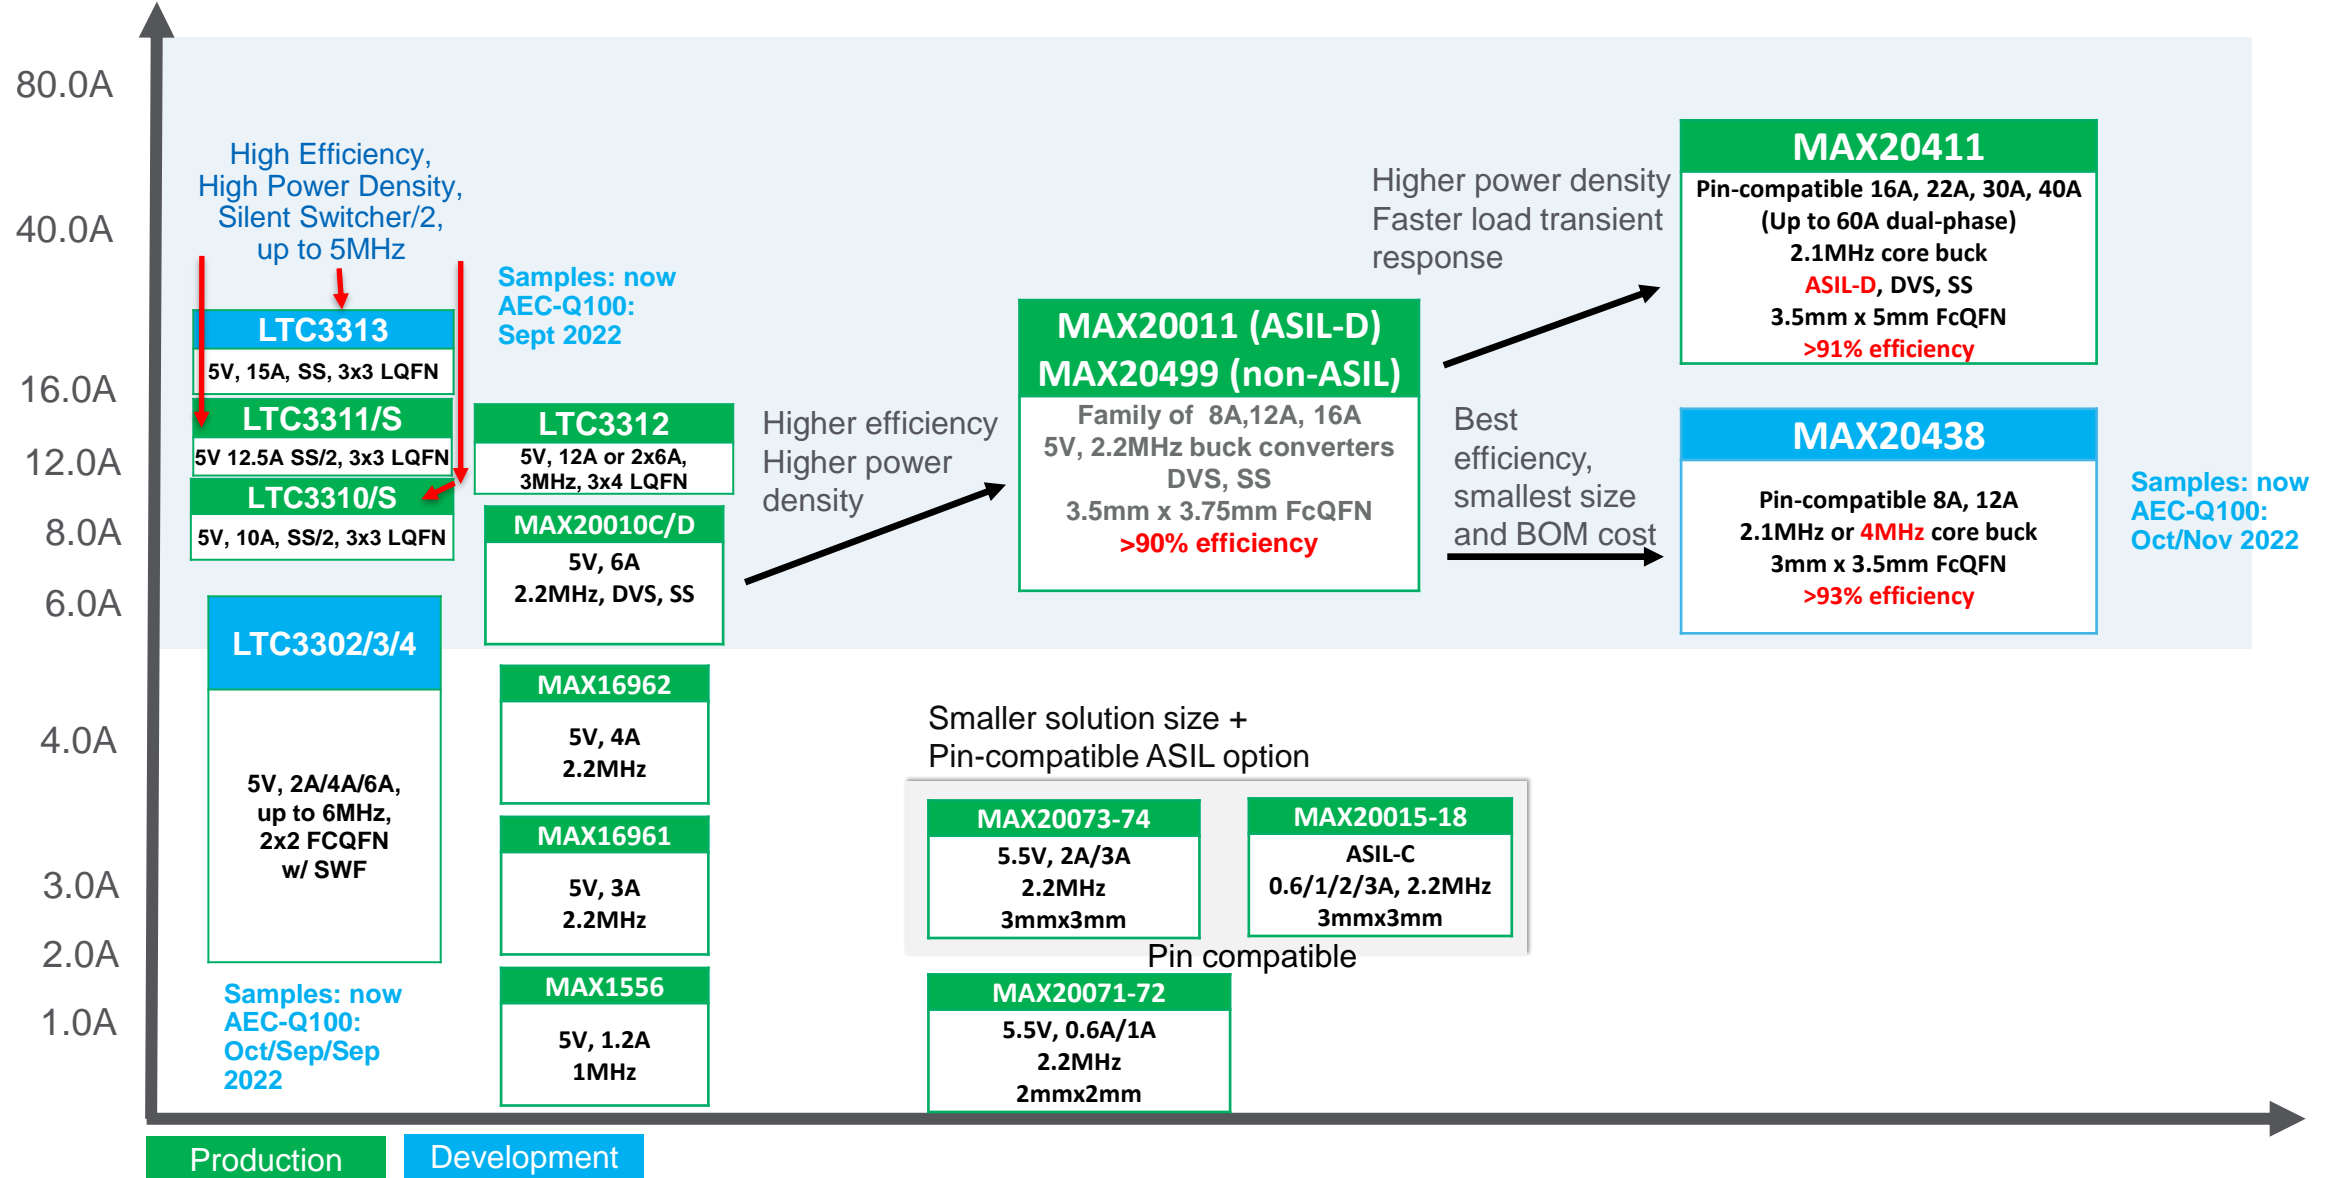 80.0A
40.0A
16.0A
12.0A
8.0A
6.0A
4.0A
3.0A
2.0A
1.0A
High Efficiency,
High Power Density,
Silent Switcher/2,
up to 5MHz
Samples: now
AEC-Q100:
Sept 2022
LTC3313
5V, 15A, SS, 3x3 LQFN
LTC3311/S
5V 12.5A SS/2, 3x3 LQFN
LTC3310/S
5V, 10A, SS/2, 3x3 LQFN
LTC3302/3/4
5V, 2A/4A/6A,
up to 6MHz,
2x2 FCQFN
w/ SWF
Samples: now
AEC-Q100:
Oct/Sep/Sep
2022
LTC3312
5V, 12A or 2x6A,
3MHz, 3x4 LQFN
MAX20010C/D
5V, 6A
2.2MHz, DVS, SS
MAX16962
5V, 4A
2.2MHz
MAX16961
5V, 3A
2.2MHz
MAX1556
5V, 1.2A
1MHz
Higher efficiency
Higher power
density
MAX20011 (ASIL-D)
MAX20499 (non-ASIL)
Family of 8A,12A, 16A
5V, 2.2MHz buck converters
DVS, SS
3.5mm x 3.75mm FcQFN
>90% efficiency
Higher power density
Faster load transient
response
MAX20411
Pin-compatible 16A, 22A, 30A, 40A
(Up to 60A dual-phase)
2.1MHz core buck
ASIL-D, DVS, SS
3.5mm x 5mm FcQFN
>91% efficiency
Best
efficiency,
smallest size
and BOM cost
MAX20438
Pin-compatible 8A, 12A
2.1MHz or 4MHz core buck
3mm x 3.5mm FcQFN
>93% efficiency
Samples: now
AEC-Q100:
Oct/Nov 2022
Smaller solution size +
Pin-compatible ASIL option
MAX20073-74
5.5V, 2A/3A
2.2MHz
3mmx3mm
MAX20015-18
ASIL-C
0.6/1/2/3A, 2.2MHz
3mmx3mm
Pin compatible
MAX20071-72
5.5V, 0.6A/1A
2.2MHz
2mmx2mm
Production
Development